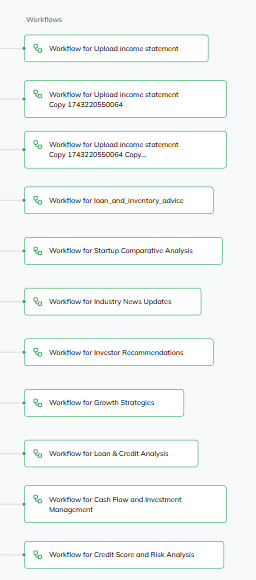 Workflows
Workflow for Upload income statement
Workflow for Upload income statement
Copy 1743220550064
Workflow for Upload income statement
Copy 1743220550064 Copy...
Workflow for loan_and_inventory_advice
Workflow for Startup Comparative Analysis
Workflow for Industry News Updates
Workflow for Investor Recommendations
Workflow for Growth Strategies
Workflow for Loan & Credit Analysis
Workflow for Cash Flow and Investment
Management
Workflow for Credit Score and Risk Analysis